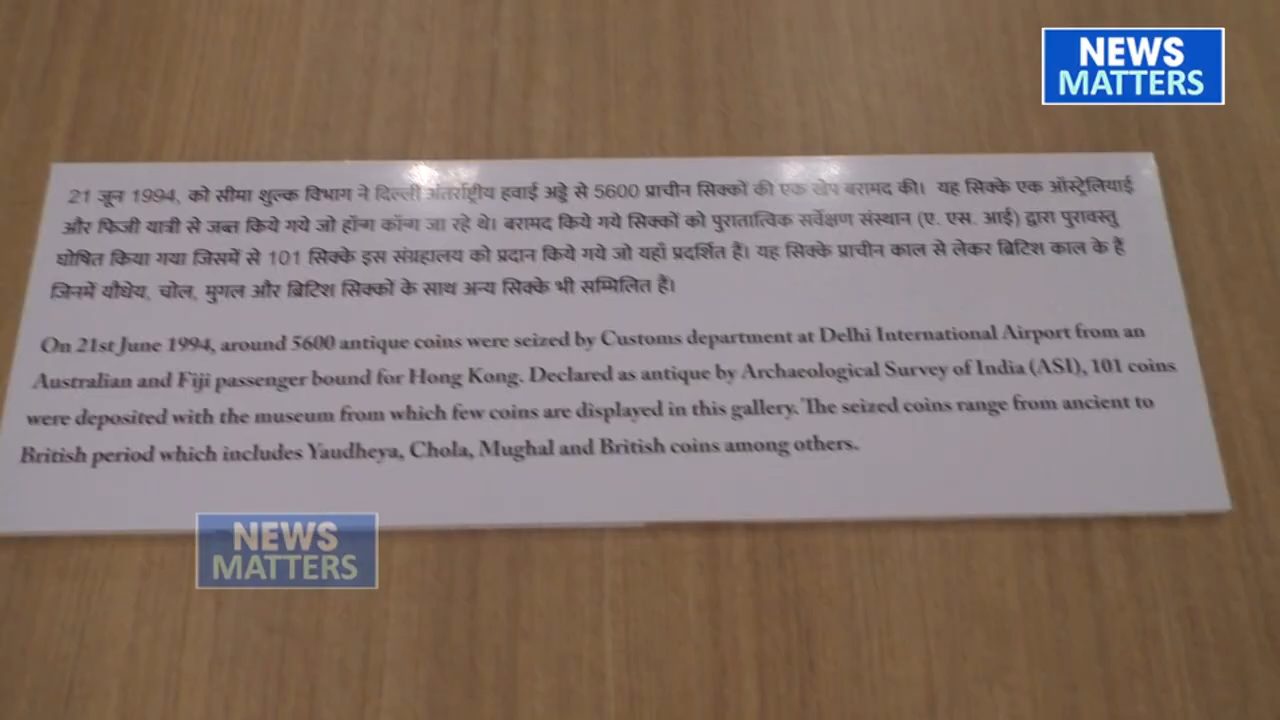 NEWS
MATTERS
21 जून 1994, को सीमा शुल्क विभाग ने दिल्ली अंतर्राष्ट्रीय हवाई अड्डे से 5600 प्राचीन सिक्कों की एक खेप बरामद की। यह सिक्के एक ऑस्ट्रेलियाई
और फिजी यात्री से जब्त किये गये जो हॉन्ग कॉन्ग जा रहे थे। बरामद किये गये सिक्कों को पुरातात्विक सर्वेक्षण संस्थान (ए. एस. आई) द्वारा पुरावस्तु
घोषित किया गया जिसमें से 101 सिक्के इस संग्रहालय को प्रदान किये गये जो यहाँ प्रदर्शित हैं। यह सिक्के प्राचीन काल से लेकर ब्रिटिश काल के हैं
जिनमें यौधेय, चोल, मुगल और ब्रिटिश सिक्कों के साथ अन्य सिक्के भी सम्मिलित हैं।
On 21st June 1994, around 5600 antique coins were seized by Customs department at Delhi International Airport from an
Australian and Fiji passenger bound for Hong Kong. Declared as antique by Archaeological Survey of India (ASI), 101 coins
were deposited with the museum from which few coins are displayed in this gallery. The seized coins range from ancient to
British period which includes Yaudheya, Chola, Mughal and British coins among others.
NEWS
MATTERS